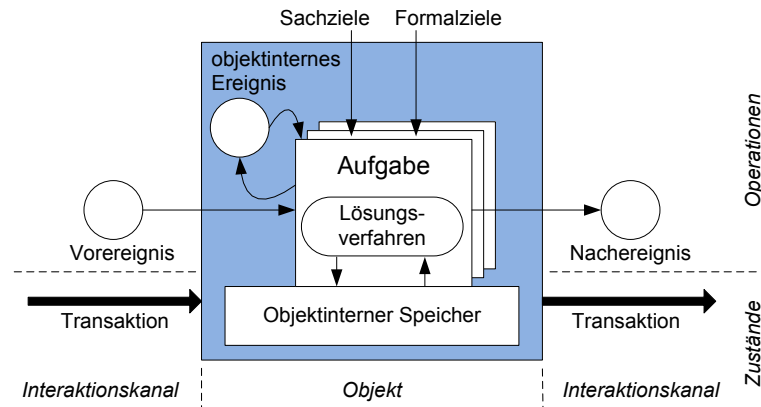 Sachziele Formalziele
objektinternes
Ereignis
Aufgabe
Lösungs-
verfahren
Vorereignis
Nachereignis
Operationen
Objektinterner Speicher
Transaktion
Transaktion
Zustände
Interaktionskanal
Objekt
Interaktionskanal